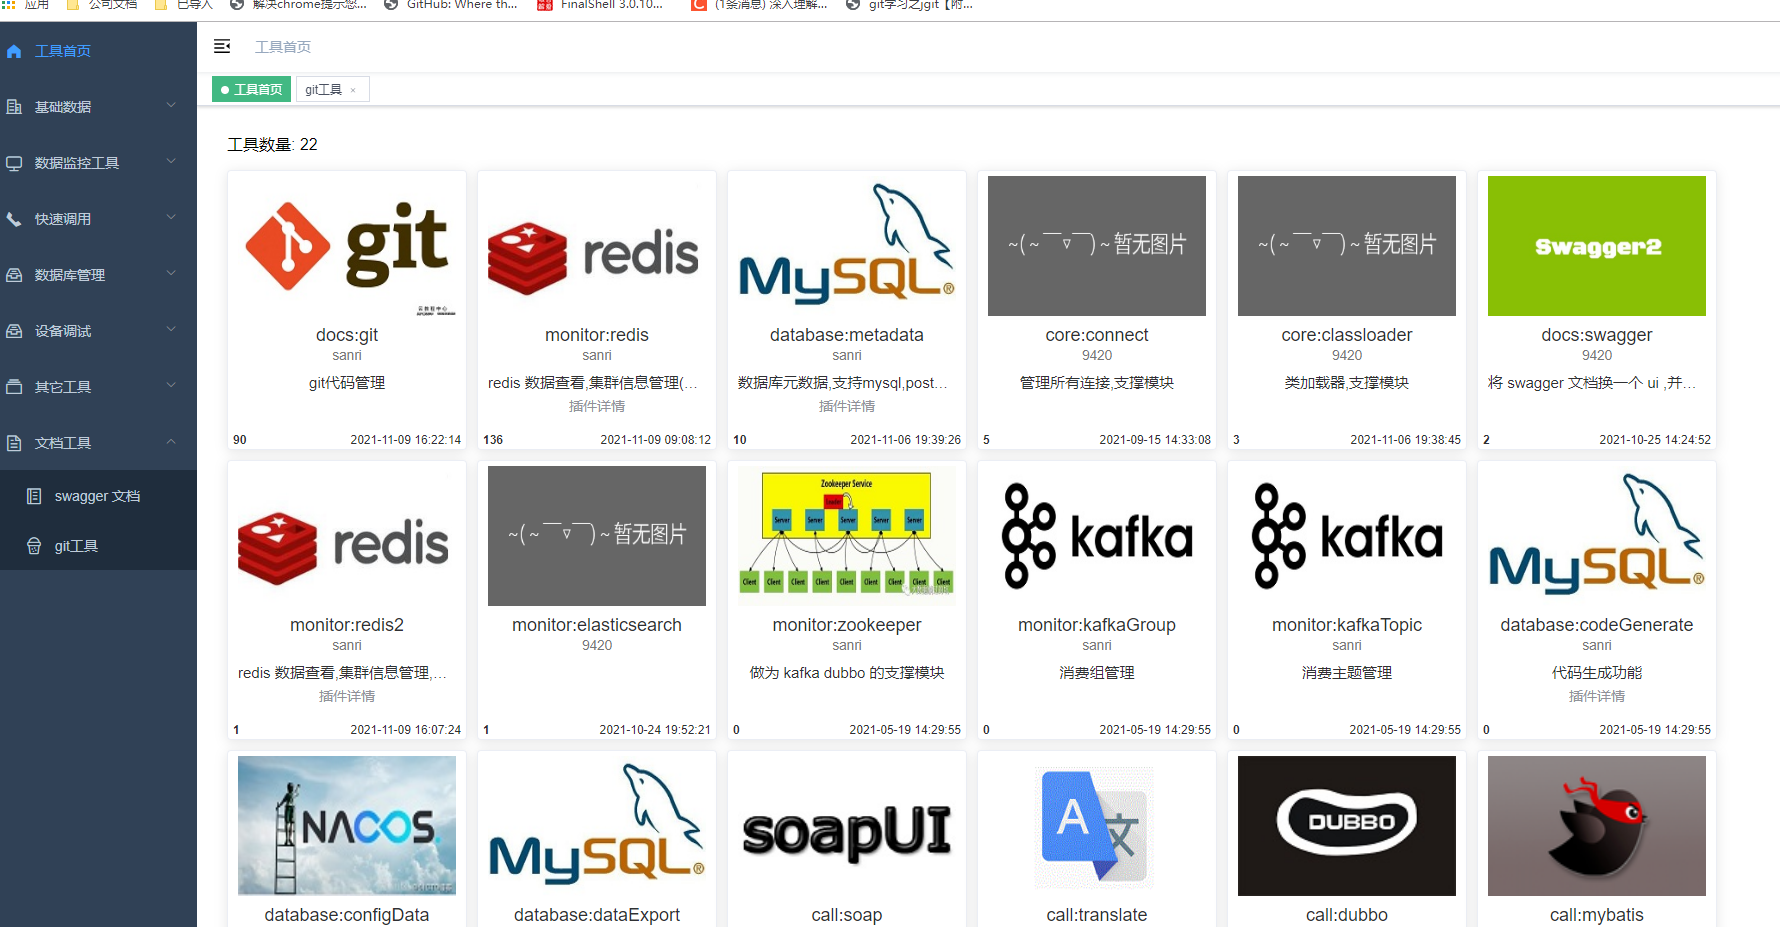 应用 公司文档 已导入 解决chrome提示您... GitHub: Where th... FinalShell 3.0.10... (1条消息) 深入理解... git学习之jgit【附...
工具首页
基础数据
数据监控工具
快速调用
数据库管理
设备调试
其它工具
文档工具
swagger 文档
git工具
工具首页
工具首页 git工具 ×
工具数量: 22
git redis MySQL® ~(~￣▽￣)~暂无图片 ~(~￣▽￣)~暂无图片 Swagger2
docs:git monitor:redis database:metadata core:connect core:classloader docs:swagger
sanri sanri sanri 9420 9420 9420
git代码管理 redis 数据查看,集群信息管理(... 数据库元数据,支持mysql,post... 管理所有连接,支撑模块 类加载器,支撑模块 将 swagger 文档换一个 ui ,并...
插件详情 插件详情
90 2021-11-09 16:22:14 136 2021-11-09 09:08:12 10 2021-11-06 19:39:26 5 2021-09-15 14:33:08 3 2021-11-06 19:38:45 2 2021-10-25 14:24:52
Zookeeper Service
Leader
Server Server Server Server Server
Client Client Client Client Client Client Client Client
redis ~(~￣▽￣)~暂无图片 kafka kafka MySQL®
monitor:redis2 monitor:elasticsearch monitor:zookeeper monitor:kafkaGroup monitor:kafkaTopic database:codeGenerate
sanri 9420 sanri sanri sanri sanri
redis 数据查看,集群信息管理,... 做为 kafka dubbo 的支撑模块 消费组管理 消费主题管理 代码生成功能
插件详情 插件详情
1 2021-11-09 16:07:24 1 2021-10-24 19:52:21 0 2021-05-19 14:29:55 0 2021-05-19 14:29:55 0 2021-05-19 14:29:55 0 2021-05-19 14:29:55
NACOS. MySQL® soapUI A 文 DUBBO
database:configData database:dataExport call:soap call:translate call:dubbo call:mybatis